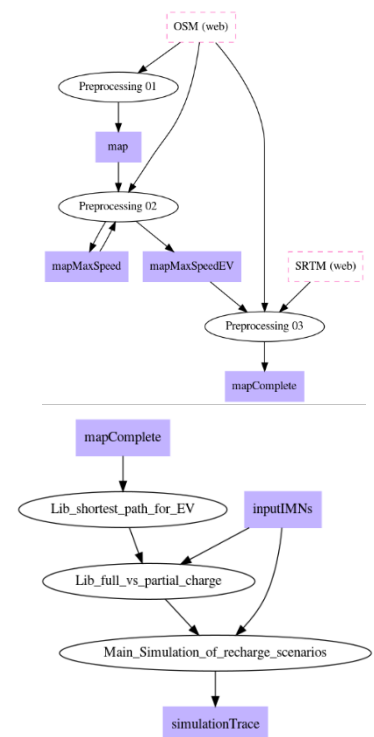 OSM (web)
Preprocessing 01
map
Preprocessing 02
mapMaxSpeed
mapMaxSpeedEV
SRTM (web)
Preprocessing 03
mapComplete
mapComplete
Lib_shortest_path_for_EV
inputIMNs
Lib_full_vs_partial_charge
Main_Simulation_of_recharge_scenarios
simulationTrace